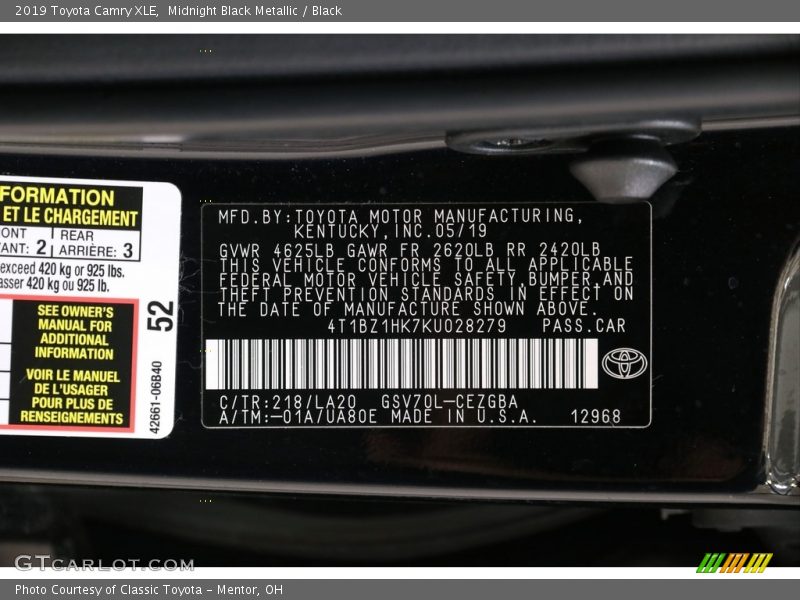 2019 Toyota Camry XLE, Midnight Black Metallic / Black
FORMATION
ET LE CHARGEMENT
ONT 2 REAR
ANT: ARRIÈRE: 3
exceed 420 kg or 925 lbs.
asser 420 kg ou 925 lb.
SEE OWNER'S
MANUAL FOR
ADDITIONAL
INFORMATION
VOIR LE MANUEL
DE L'USAGER
POUR PLUS DE
RENSEIGNEMENTS
52
42661-06B40
MFD.BY:TOYOTA MOTOR MANUFACTURING,
KENTUCKY,INC.05/19
GVWR 4625LB GAWR FR 2620LB RR 2420LB
THIS VEHICLE CONFORMS TO ALL APPLICABLE
FEDERAL MOTOR VEHICLE SAFETY,BUMPER,AND
THEFT PREVENTION STANDARDS IN EFFECT ON
THE DATE OF MANUFACTURE SHOWN ABOVE.
4T1BZ1HK7KU028279 PASS.CAR
C/TR:218/LA20 GSV70L-CEZGBA
A/TM:-01A7UA80E MADE IN U.S.A. 12968
GTCARLOT.COM
Photo Courtesy of Classic Toyota - Mentor, OH